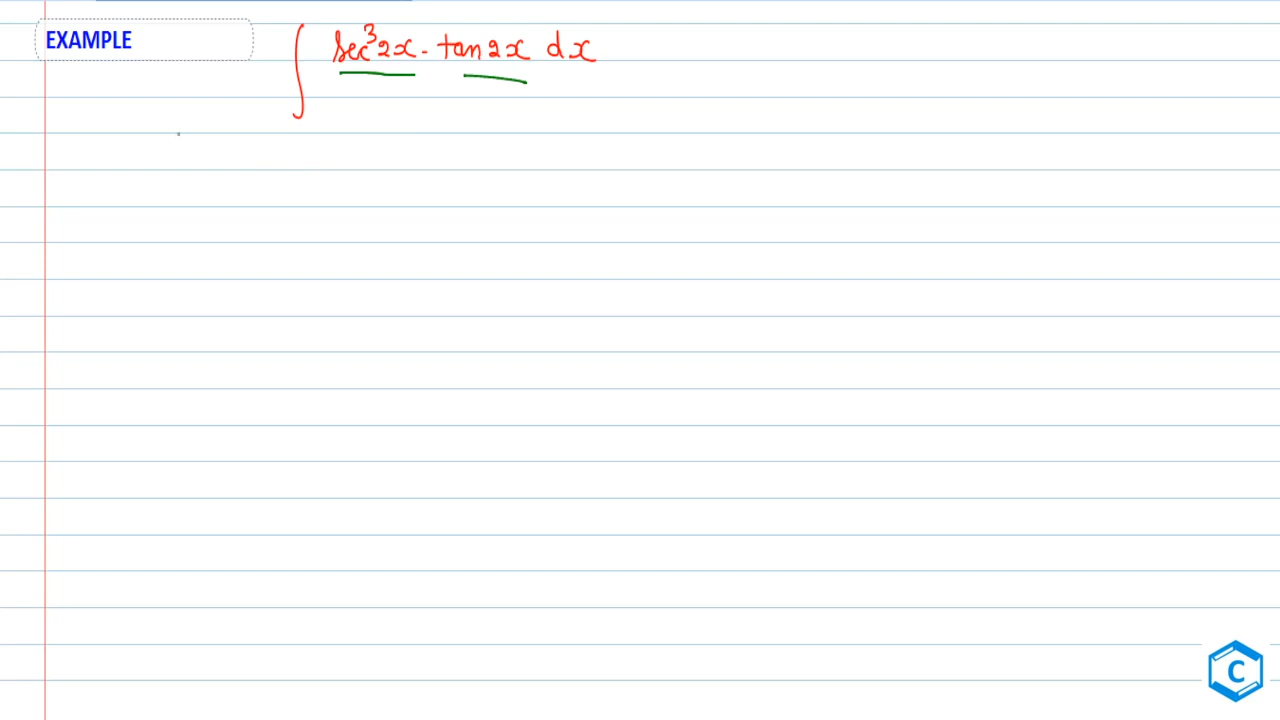 EXAMPLE
∫ sec³2x · tan2x dx
C